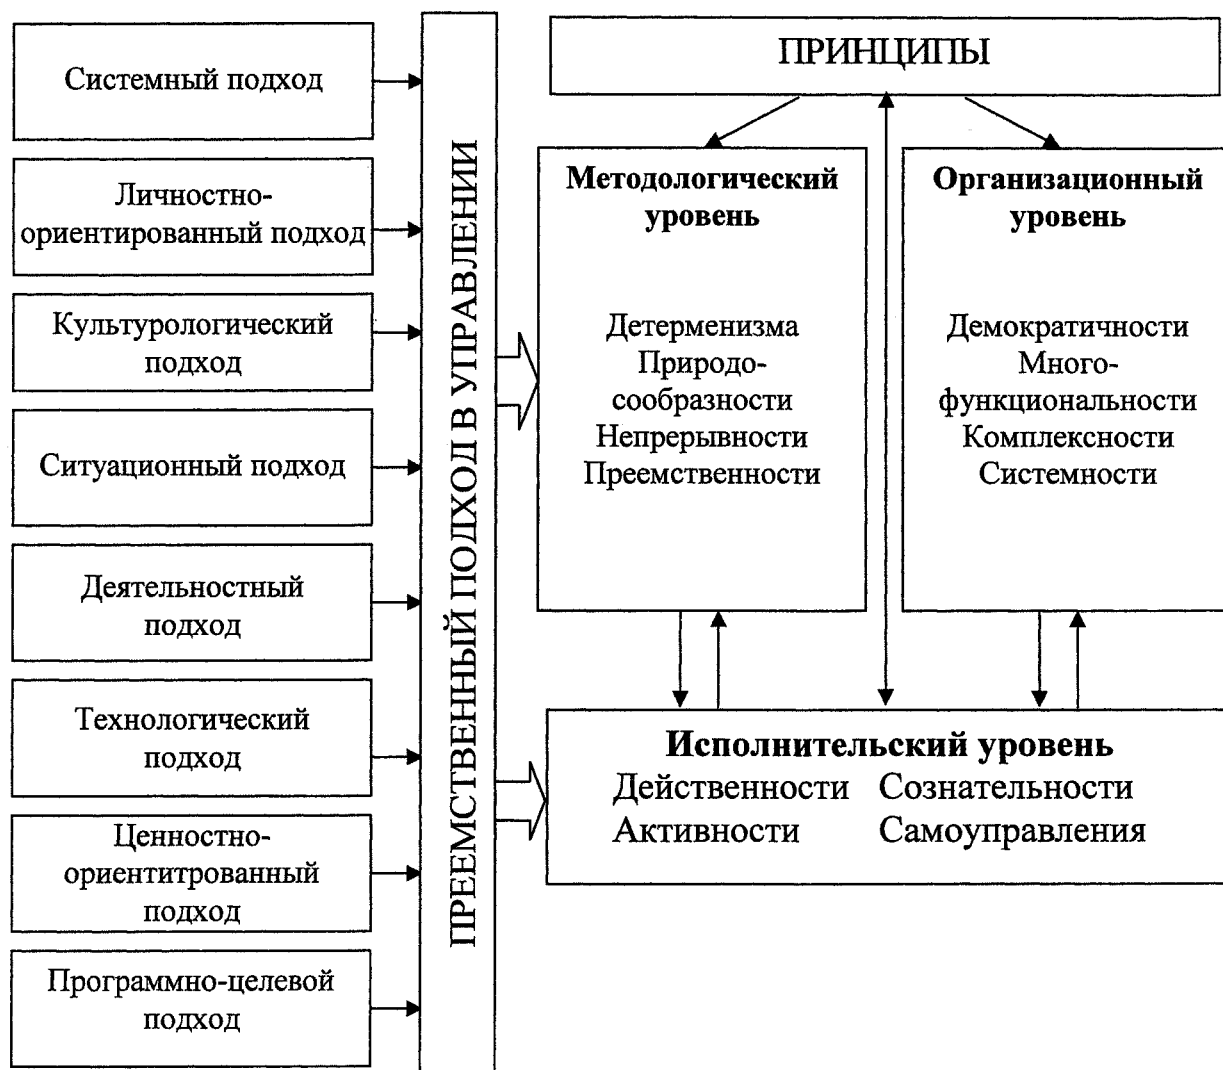 Системный подход
Личностно-
ориентированный подход
Культурологический
подход
Ситуационный подход
Деятельностный
подход
Технологический
подход
Ценностно-
ориентитрованный
подход
Программно-целевой
подход
ПРЕЕМСТВЕННЫЙ ПОДХОД В УПРАВЛЕНИИ
ПРИНЦИПЫ
Методологический
уровень
Детерменизма
Природо-
сообразности
Непрерывности
Преемственности
Организационный
уровень
Демократичности
Много-
функциональности
Комплексности
Системности
Исполнительский уровень
Действенности Сознательности
Активности Самоуправления